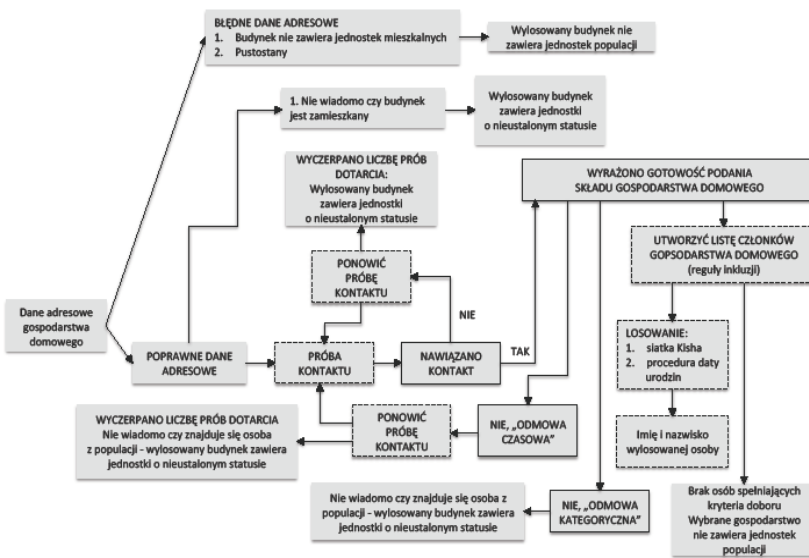 BŁĘDNE DANE ADRESOWE
1. Budynek nie zawiera jednostek mieszkalnych
2. Pustostany
Wylosowany budynek nie
zawiera jednostek populacji
1. Nie wiadomo czy budynek
jest zamieszkany
Wylosowany budynek
zawiera jednostki
o nieustalonym statusie
WYCZERPANO LICZBĘ PRÓB
DOTARCIA:
Wylosowany budynek
zawiera jednostki
o nieustalonym statusie
WYRAŻONO GOTOWOŚĆ PODANIA
SKŁADU GOSPODARSTWA DOMOWEGO
UTWORZYĆ LISTĘ CZŁONKÓW
GOPSODARSTWA DOMOWEGO
(reguły inkluzji)
PONOWIĆ
PRÓBĘ
KONTAKTU
NIE
Dane adresowe
gospodarstwa
domowego
POPRAWNE DANE
ADRESOWE
PRÓBA
KONTAKTU
NAWIĄZANO
KONTAKT
TAK
LOSOWANIE:
1. siatka Kisha
2. procedura daty
urodzin
WYCZERPANO LICZBĘ PRÓB DOTARCIA
Nie wiadomo czy znajduje się osoba
z populacji - wylosowany budynek zawiera
jednostki o nieustalonym statusie
PONOWIĆ
PRÓBĘ
KONTAKTU
NIE, „ODMOWA
CZASOWA”
Imię i nazwisko
wylosowanej osoby
Nie wiadomo czy znajduje się osoba z
populacji - wylosowany budynek zawiera
jednostki o nieustalonym statusie
NIE, „ODMOWA
KATEGORYCZNA”
Brak osób spełniających
kryteria doboru
Wybrane gospodarstwo
nie zawiera jednostek
populacji